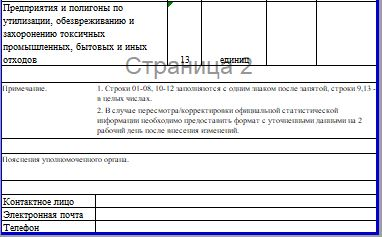 Предприятия и полигоны по
утилизации, обезвреживанию и
захоронению токсичных
промышленных, бытовых и иных
отходов 13 единиц
Страница 2
Примечание. 1. Строки 01-08, 10-12 заполняются с одним знаком после запятой, строки 9,13 -
в целых числах.
2. В случае пересмотра/корректировки официальной статистической
информации необходимо предоставить формат с уточненными данными на 2
рабочий день после внесения изменений.
Пояснения уполномоченного органа.
Контактное лицо
Электронная почта
Телефон